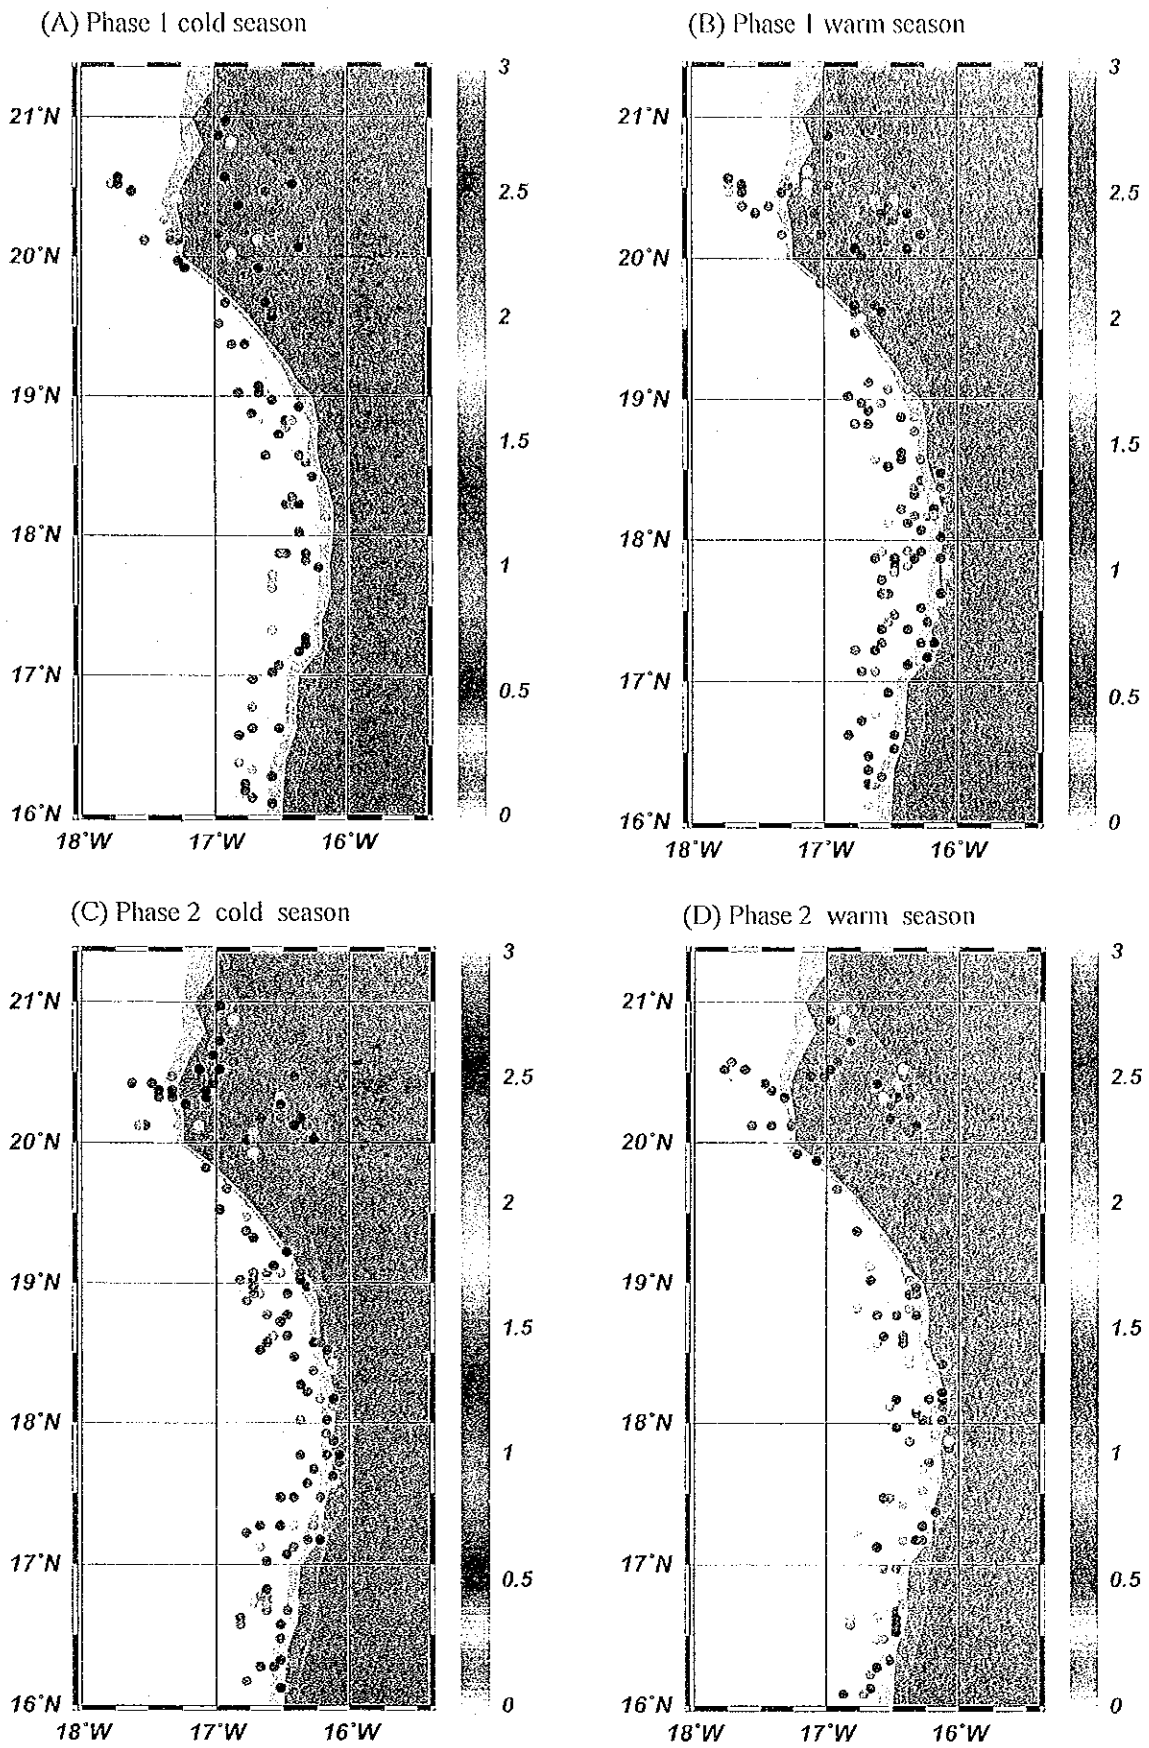 (A) Phase 1 cold season
(B) Phase 1 warm season
21°N
20°N
19°N
18°N
17°N
16°N
18°W 17°W 16°W
3
2.5
2
1.5
1
0.5
0
21°N
20°N
19°N
18°N
17°N
16°N
18°W 17°W 16°W
3
2.5
2
1.5
1
0.5
0
(C) Phase 2 cold season
(D) Phase 2 warm season
21°N
20°N
19°N
18°N
17°N
16°N
18°W 17°W 16°W
3
2.5
2
1.5
1
0.5
0
21°N
20°N
19°N
18°N
17°N
16°N
18°W 17°W 16°W
3
2.5
2
1.5
1
0.5
0